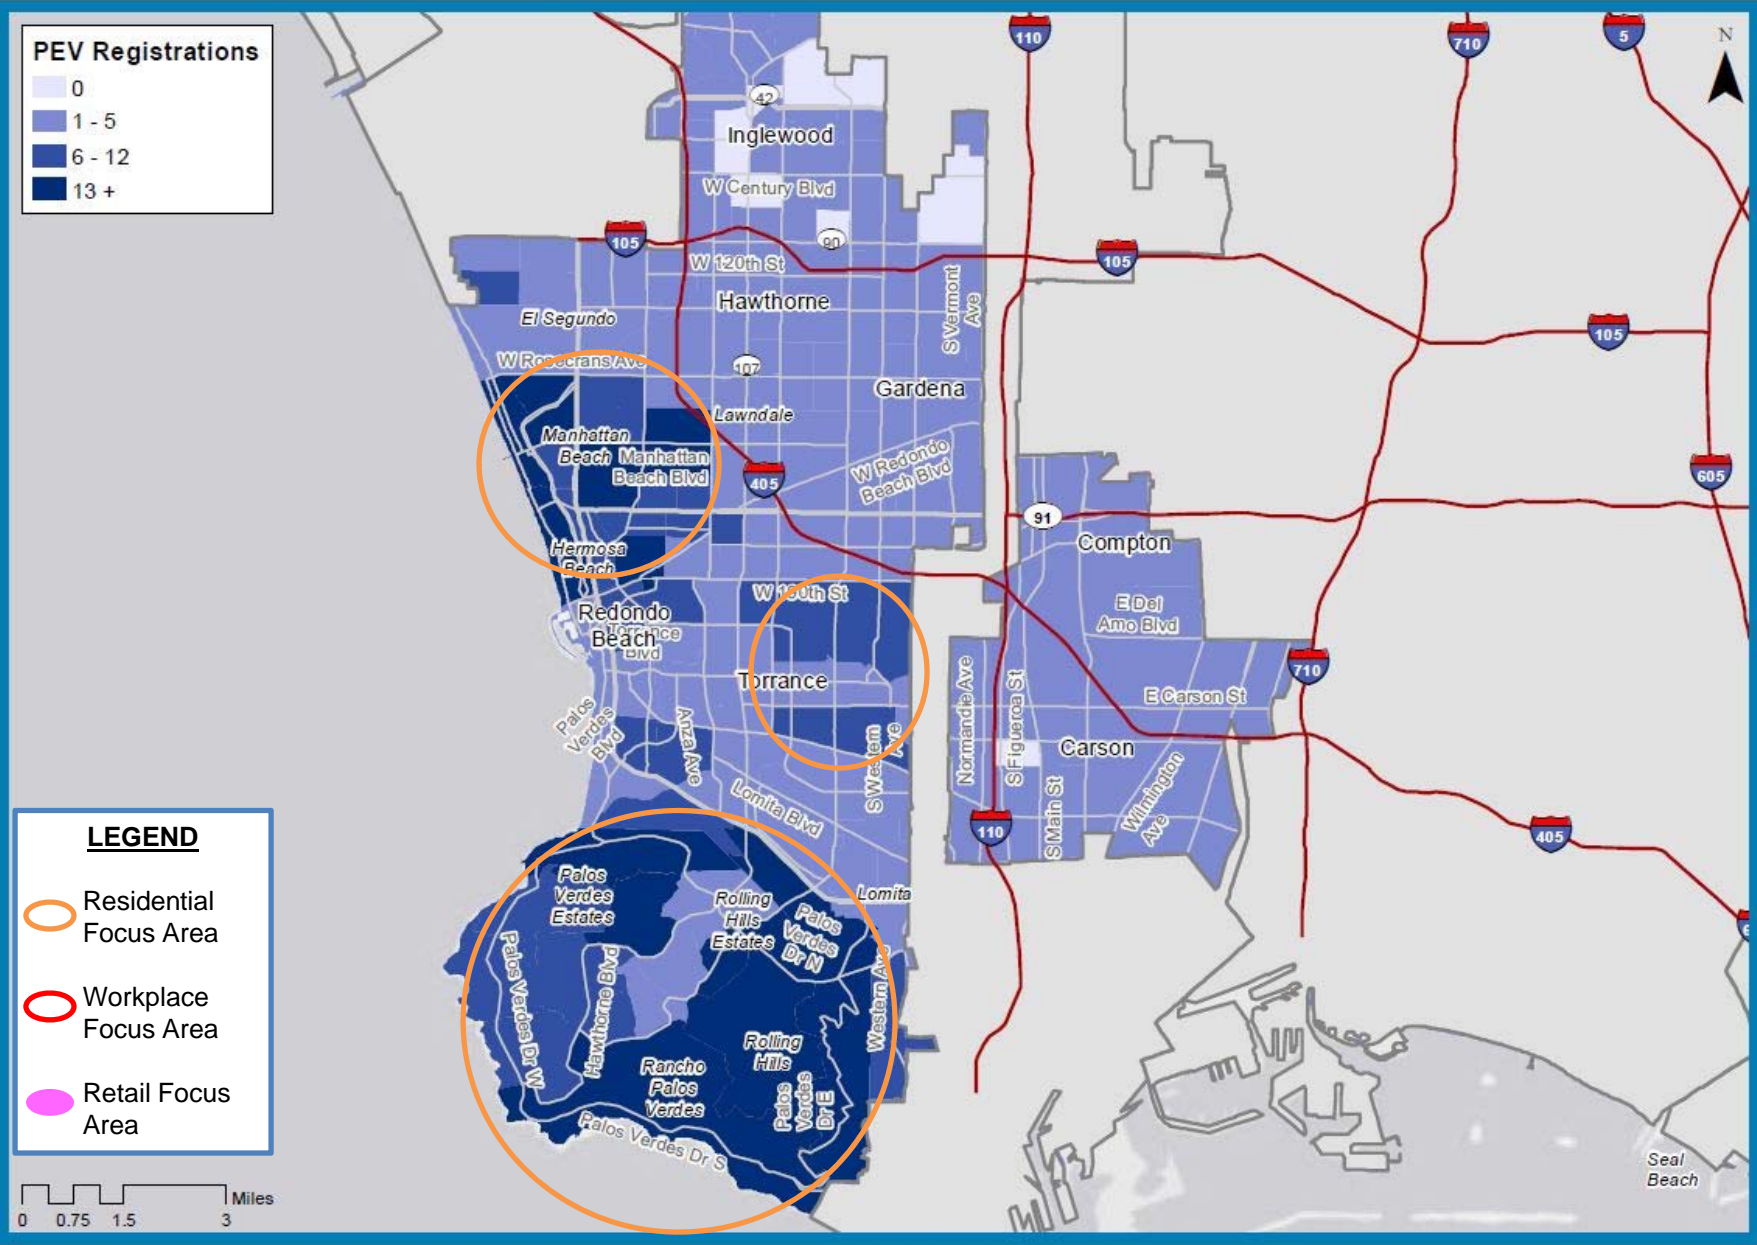 PEV Registrations
0
1 - 5
6 - 12
13 +
110
710
5
N
42
Inglewood
W Century Blvd
90
105
W 120th St
105
Hawthorne
S Vermont
Ave
El Segundo
105
W Rosecrans Ave
107
Gardena
Lawndale
Manhattan
Beach
Manhattan
Beach Blvd
405
W Redondo
Beach Blvd
605
91
Compton
Hermosa
Beach
W 190th St
Redondo
Beach
Torrance
Blvd
E Del
Amo Blvd
710
Torrance
Normandie Ave
S Figueroa St
E Carson St
Palos
Verdes
Blvd
Anza Ave
S Western
Ave
Carson
Lomita Blvd
S Main St
Wilmington
Ave
110
405
LEGEND
Residential
Focus Area
Workplace
Focus Area
Retail Focus
Area
Palos
Verdes
Estates
Rolling
Hills
Estates
Lomita
Palos
Verdes
Dr N
Palos Verdes Dr W
Hawthorne Blvd
Western Ave
Rolling
Hills
Rancho
Palos
Verdes
Palos
Verdes
Dr E
Palos Verdes Dr S
Seal
Beach
Miles
0 0.75 1.5 3